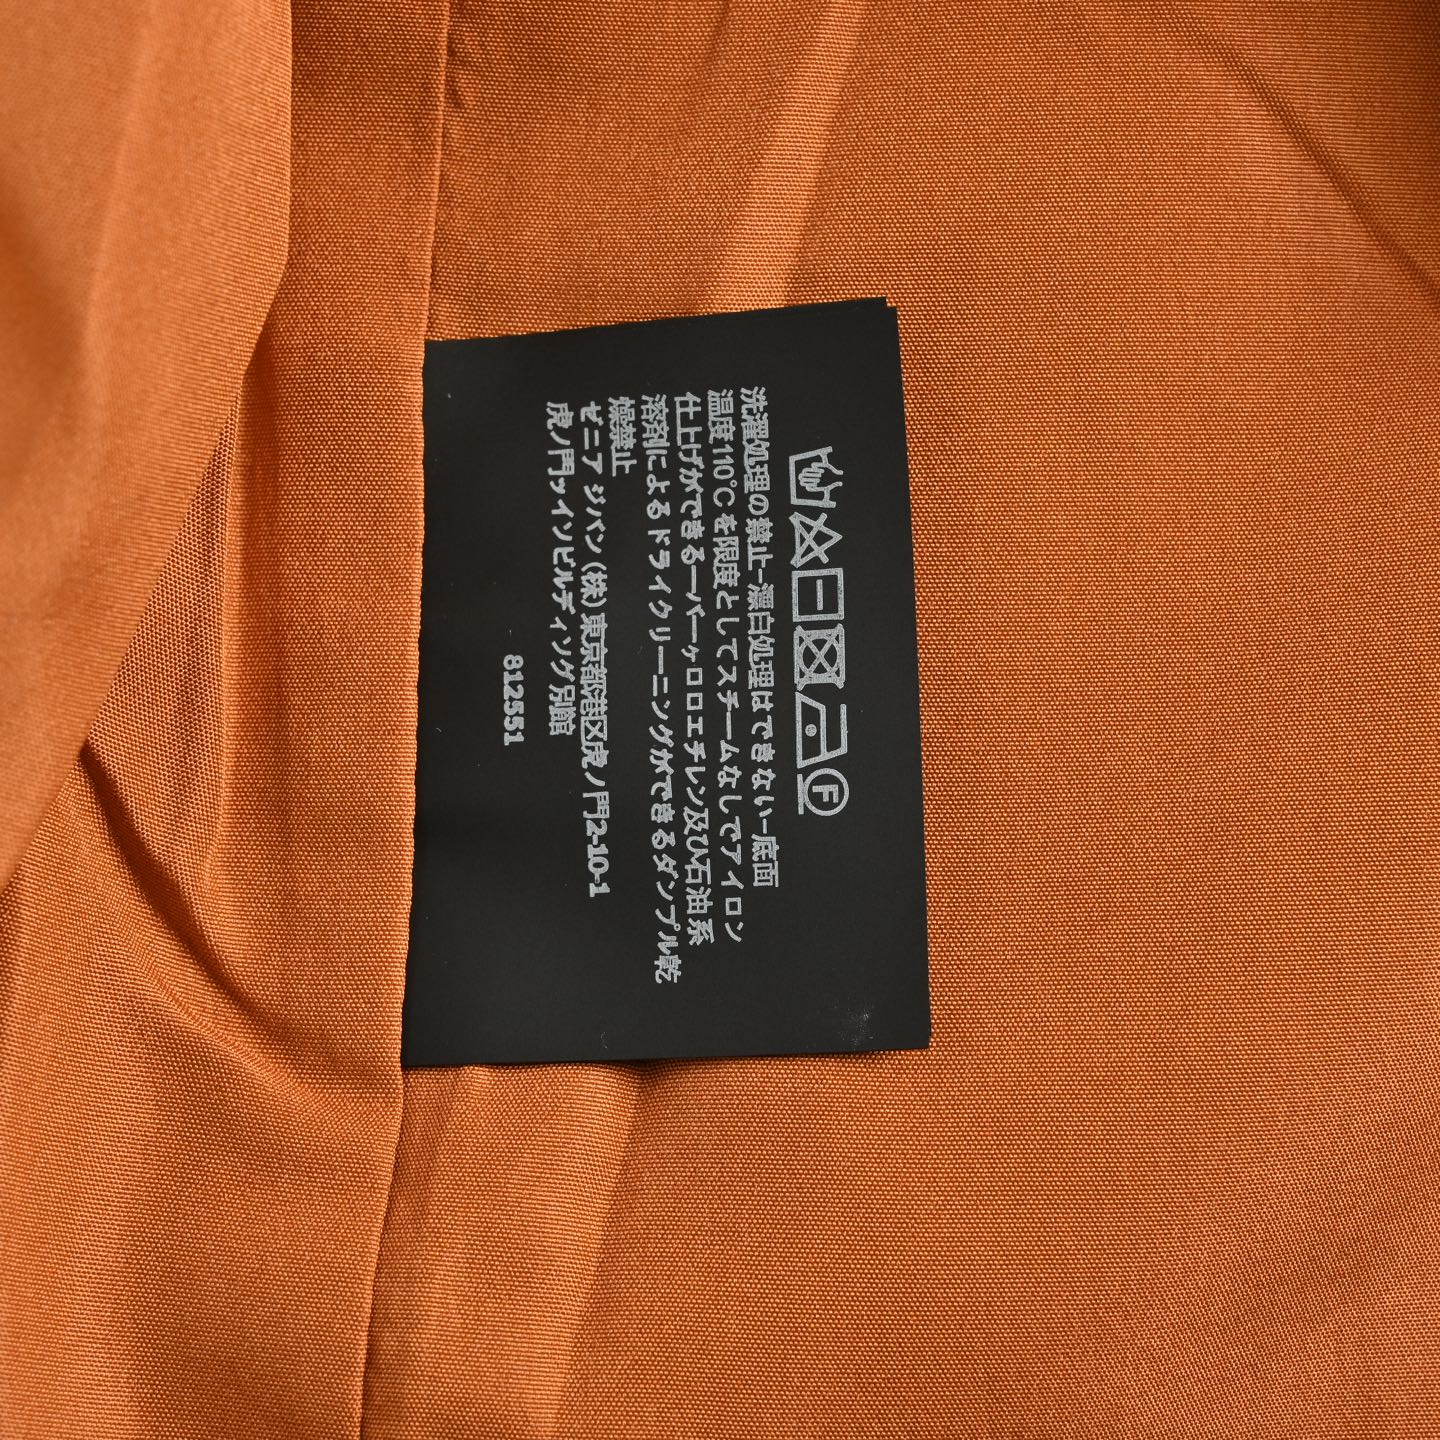 洗濯処理の禁止-漂白処理はできない-底面
温度110℃を限度としてスチームなしでアイロン
仕上げができる—パーヶロロエチレン及び石油系
溶剤によるドライクリーニングができるダンプル乾
燥禁止
ゼニア ジパン(株)東京都港区虎ノ門2-10-1
虎ノ門ッインビルディソグ別館
812551
F